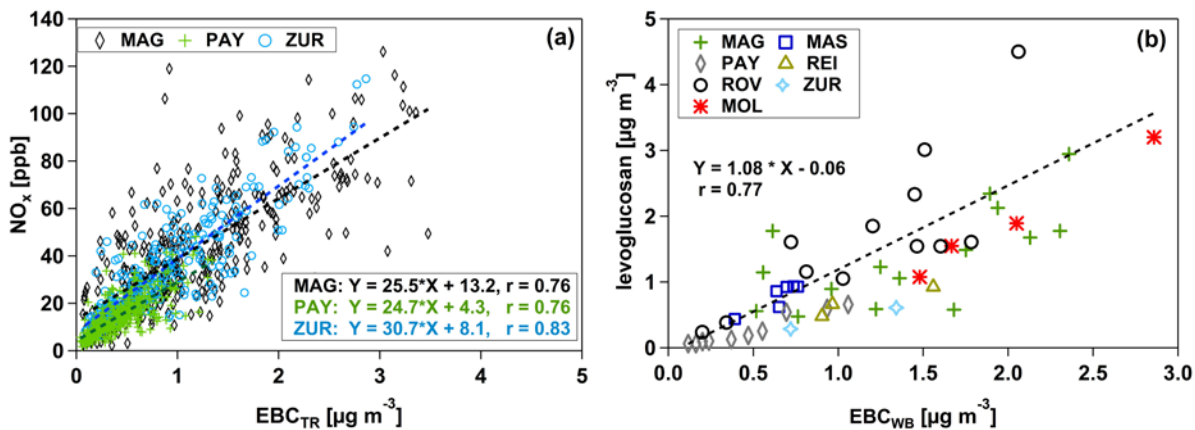 (a)
MAG PAY ZUR
NOx [ppb]
140
120
100
80
60
40
20
0
MAG: Y = 25.5*X + 13.2, r = 0.76
PAY: Y = 24.7*X + 4.3, r = 0.76
ZUR: Y = 30.7*X + 8.1, r = 0.83
0 1 2 3 4 5
EBC_TR [µg m⁻³]
(b)
MAG MAS
PAY REI
ROV ZUR
MOL
levoglucosan [µg m⁻³]
5
4
3
2
1
0
Y = 1.08 * X - 0.06
r = 0.77
0.0 0.5 1.0 1.5 2.0 2.5 3.0
EBC_WB [µg m⁻³]